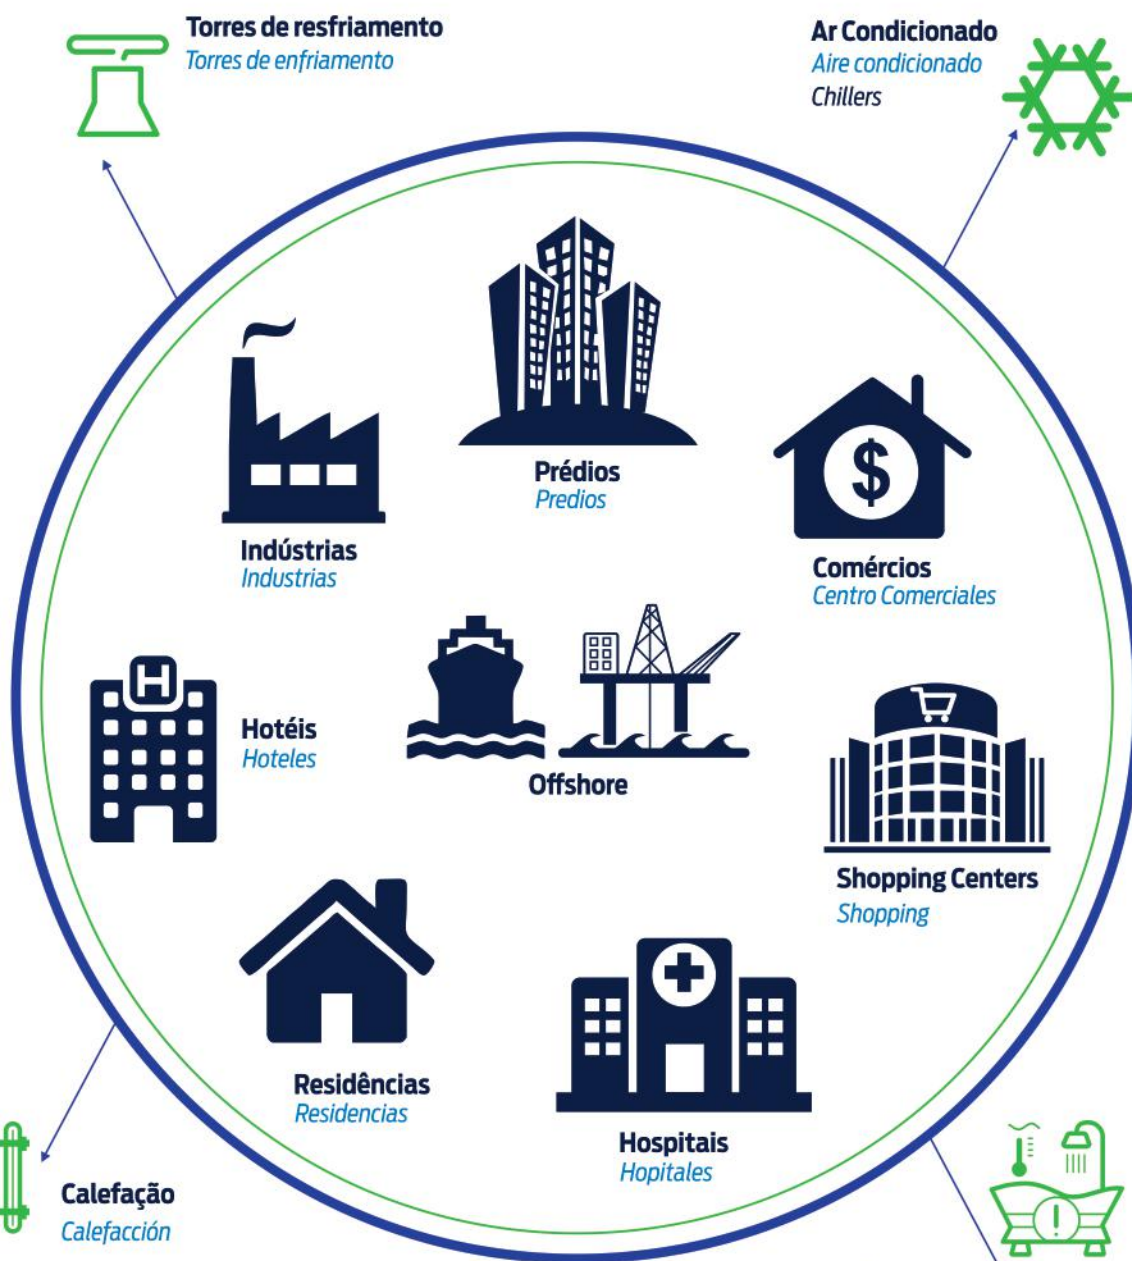 Torres de resfriamento
Torres de enfriamento
Ar Condicionado
Aire condicionado
Chillers
Prédios
Predios
Indústrias
Industrias
Comércios
Centro Comerciales
H
$
Hotéis
Hoteles
Offshore
Shopping Centers
Shopping
Residências
Residencias
Hospitais
Hopitales
Calefação
Calefacción
!